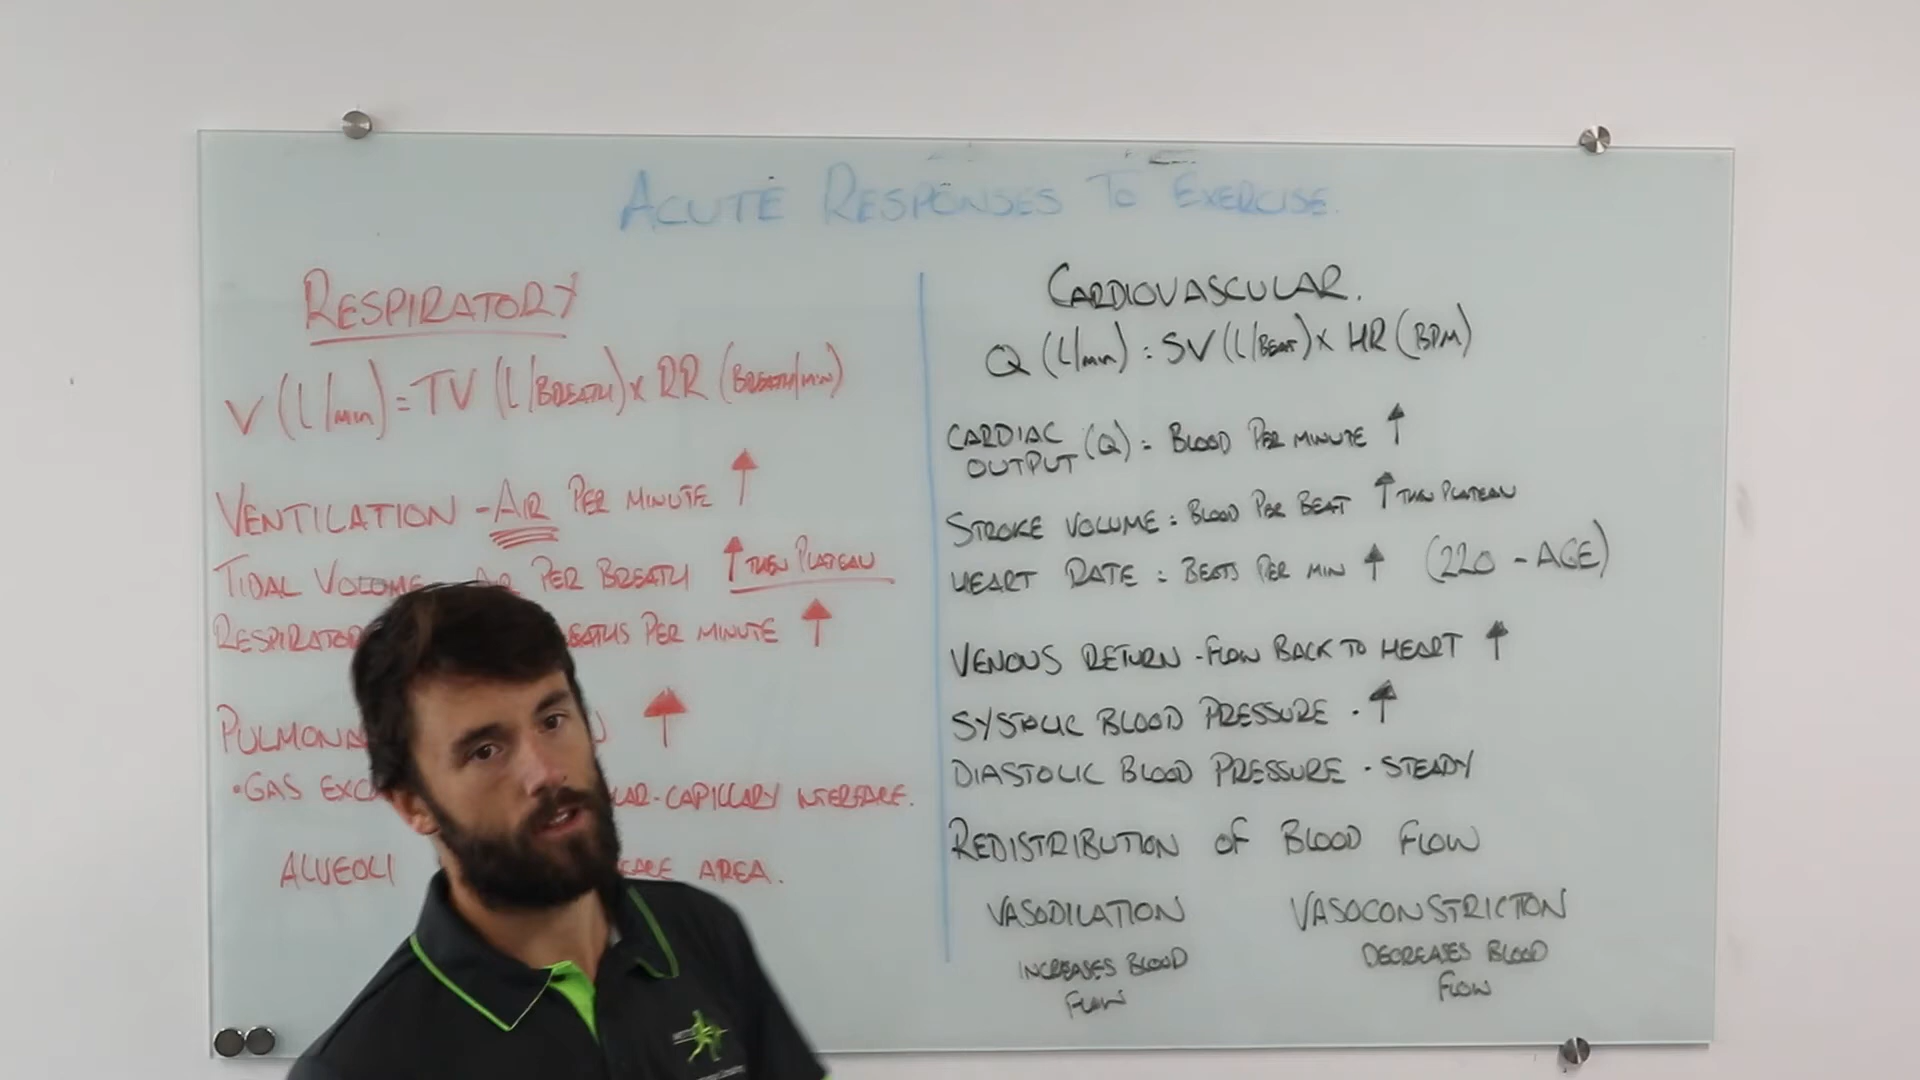 ACUTE RESPONSES TO EXERCISE.
RESPIRATORY
V (L/min) = TV (L/BREATH) x RR (BREATH/MIN)
VENTILATION - AIR PER MINUTE ↑
TIDAL VOLUME - AIR PER BREATH ↑ THEN PLATEAU
PER MINUTE ↑
↑
• GAS CAPILLARY INTERFACE.
ALVEOLI AREA.
CARDIOVASCULAR.
Q (L/min) = SV (L/BEAT) x HR (BPM)
CARDIAC OUTPUT (Q) = BLOOD PER MINUTE ↑
STROKE VOLUME = BLOOD PER BEAT ↑ THEN PLATEAU
HEART RATE = BEATS PER MIN ↑ (220 - AGE)
VENOUS RETURN - FLOW BACK TO HEART ↑
SYSTOLIC BLOOD PRESSURE • ↑
DIASTOLIC BLOOD PRESSURE • STEADY
REDISTRIBUTION OF BLOOD FLOW
VASODILATION
INCREASES BLOOD
FLOW
VASOCONSTRICTION
DECREASES BLOOD
FLOW